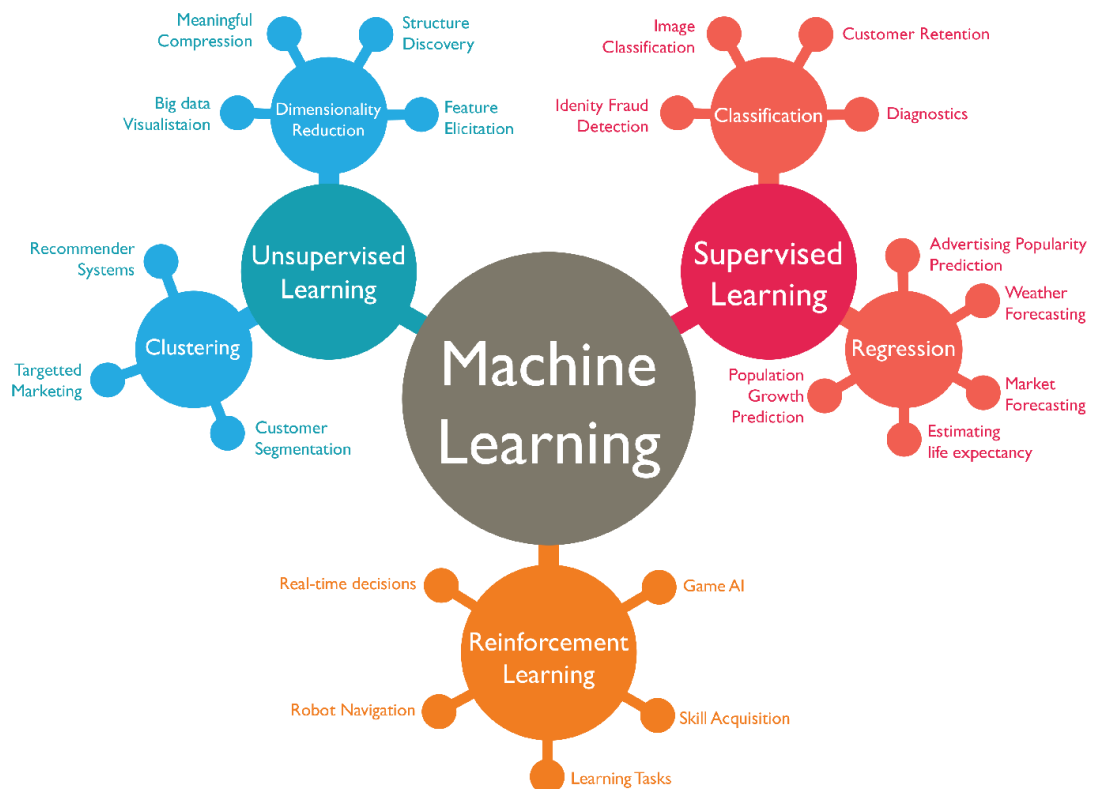 Meaningful
Compression
Structure
Discovery
Big data
Visualistaion
Dimensionality
Reduction
Feature
Elicitation
Image
Classification
Customer Retention
Idenity Fraud
Detection
Classification
Diagnostics
Recommender
Systems
Unsupervised
Learning
Clustering
Targetted
Marketing
Customer
Segmentation
Machine
Learning
Supervised
Learning
Advertising Popularity
Prediction
Weather
Forecasting
Regression
Population
Growth
Prediction
Market
Forecasting
Estimating
life expectancy
Real-time decisions
Game AI
Reinforcement
Learning
Robot Navigation
Skill Acquisition
Learning Tasks